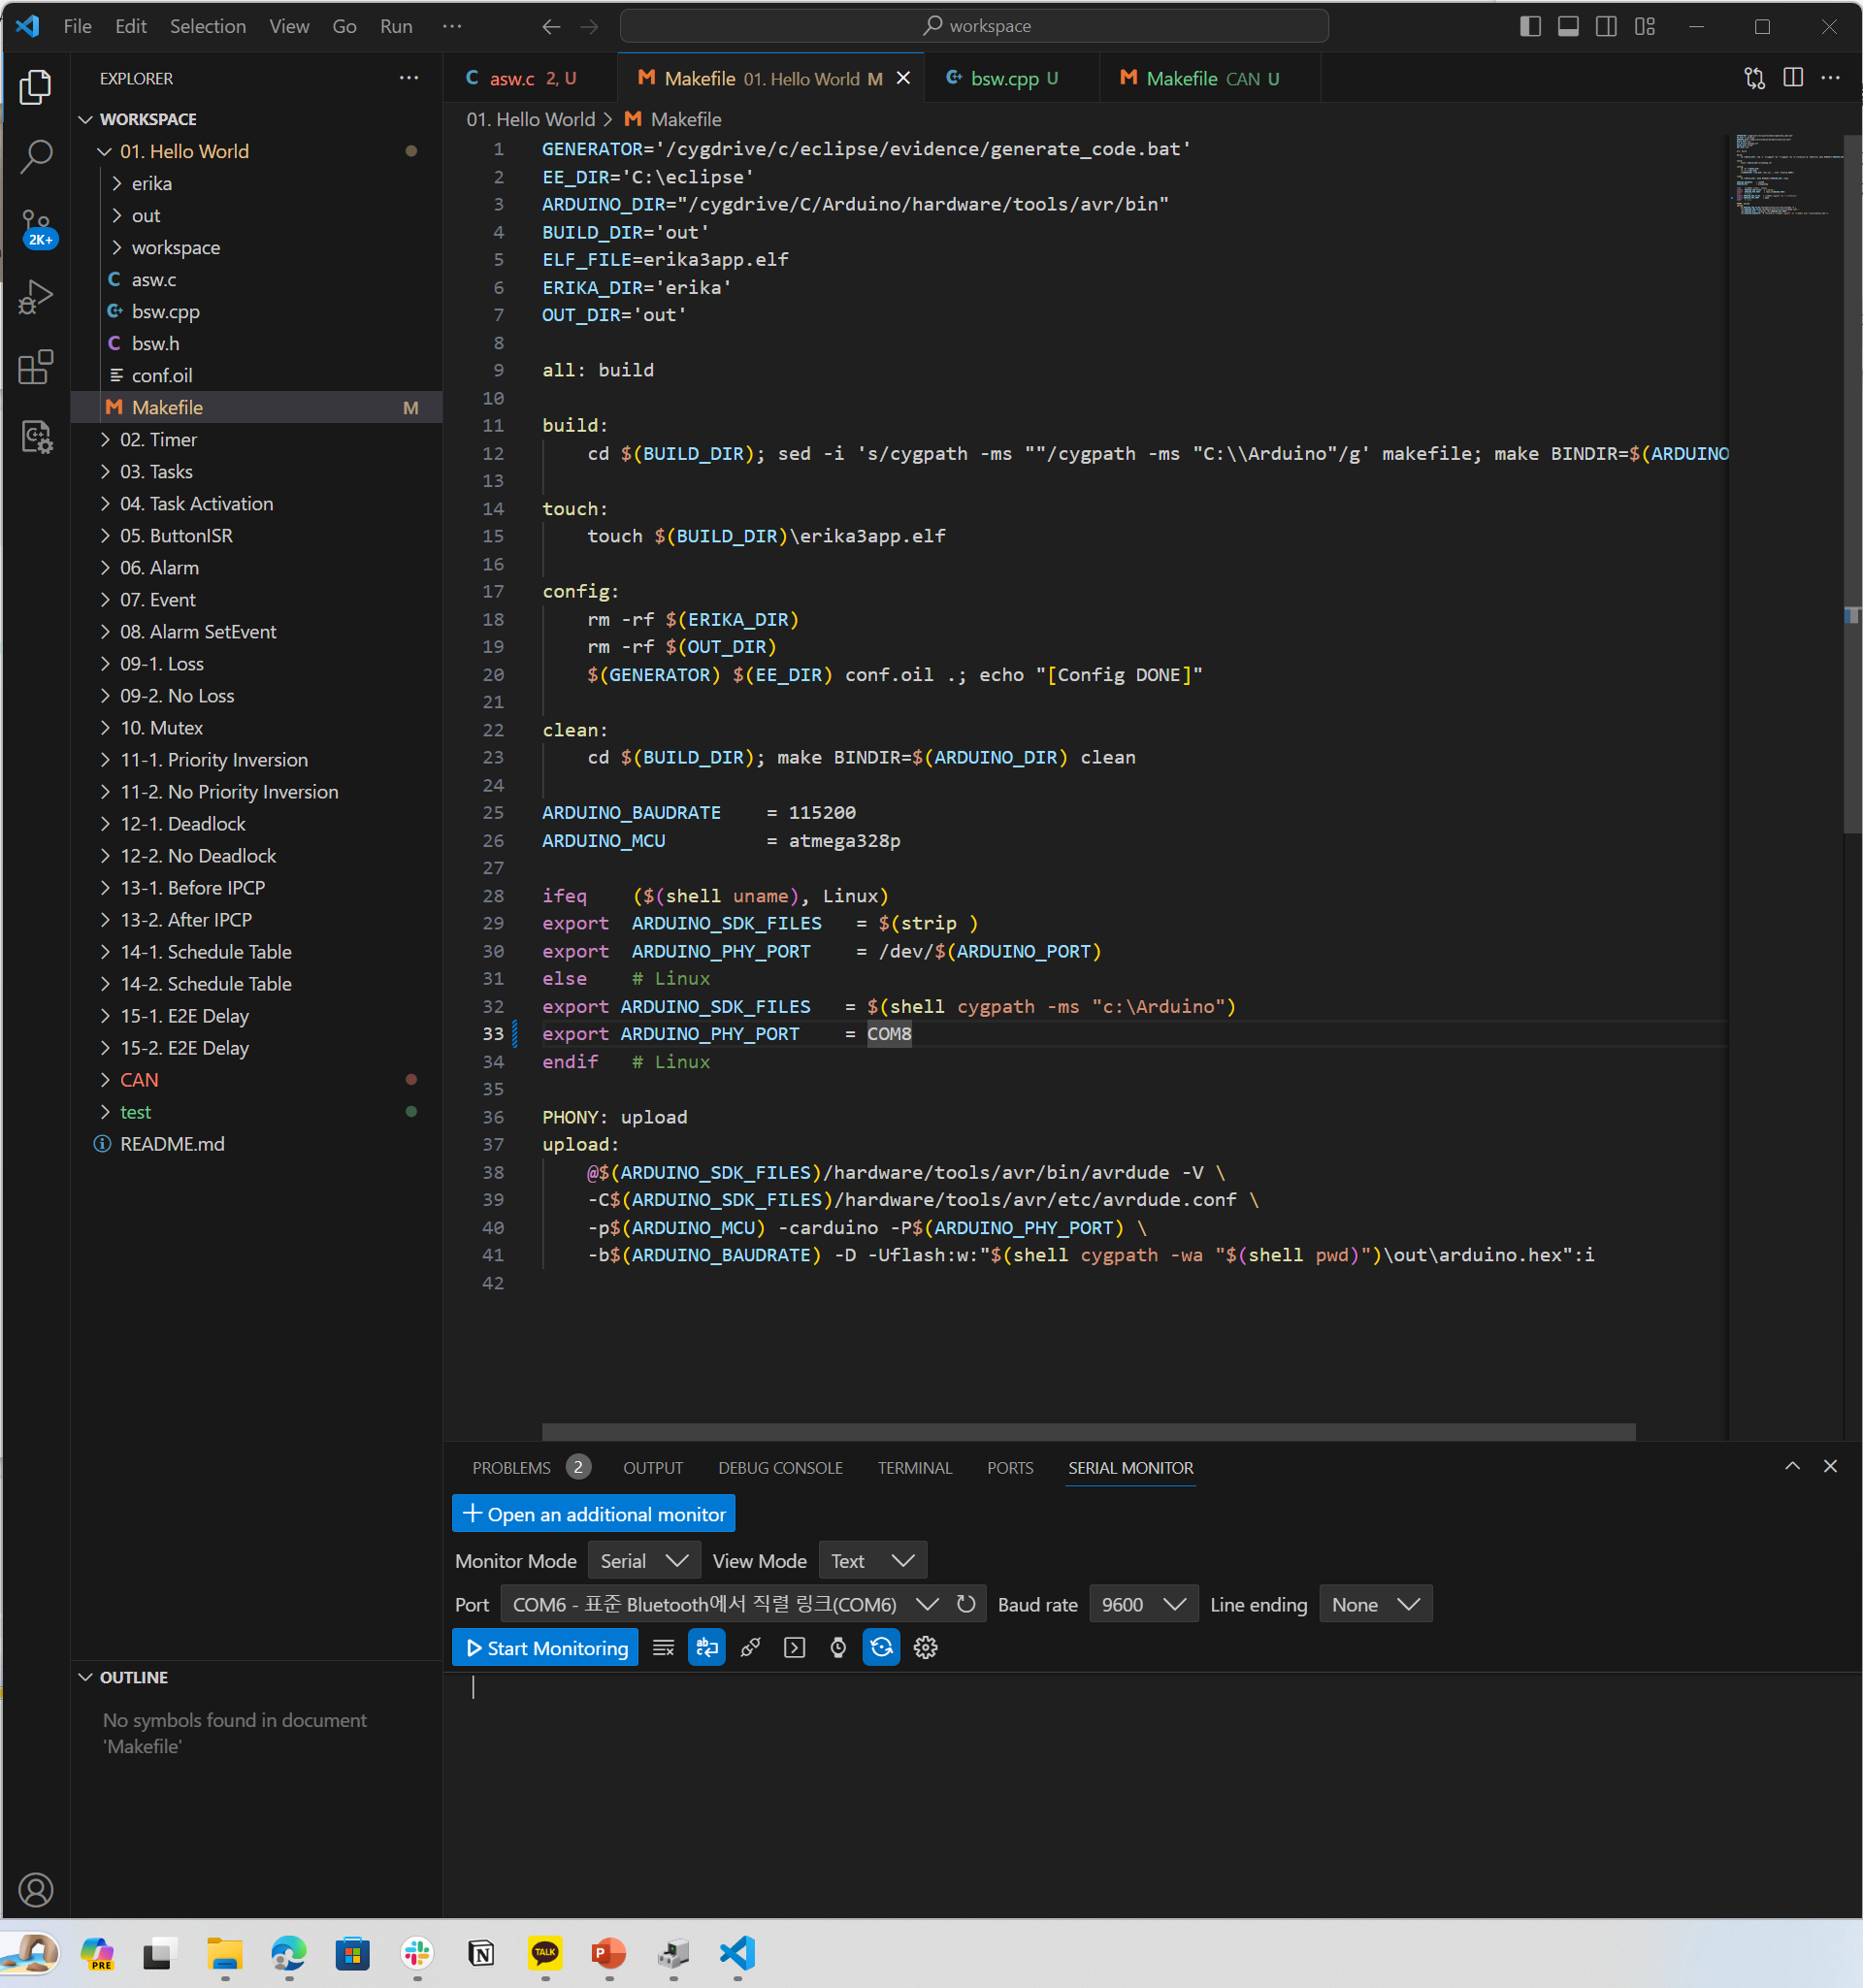 File Edit Selection View Go Run ··· workspace
EXPLORER ···
WORKSPACE
01. Hello World
erika
out
workspace
asw.c
bsw.cpp
bsw.h
conf.oil
Makefile M
02. Timer
03. Tasks
04. Task Activation
05. ButtonISR
06. Alarm
07. Event
08. Alarm SetEvent
09-1. Loss
09-2. No Loss
10. Mutex
11-1. Priority Inversion
11-2. No Priority Inversion
12-1. Deadlock
12-2. No Deadlock
13-1. Before IPCP
13-2. After IPCP
14-1. Schedule Table
14-2. Schedule Table
15-1. E2E Delay
15-2. E2E Delay
CAN
test
README.md
OUTLINE
No symbols found in document
'Makefile'
2K+
C asw.c 2, U M Makefile 01. Hello World M bsw.cpp U M Makefile CAN U
01. Hello World > M Makefile
1 GENERATOR='/cygdrive/c/eclipse/evidence/generate_code.bat'
2 EE_DIR='C:\eclipse'
3 ARDUINO_DIR="/cygdrive/C/Arduino/hardware/tools/avr/bin"
4 BUILD_DIR='out'
5 ELF_FILE=erika3app.elf
6 ERIKA_DIR='erika'
7 OUT_DIR='out'
8
9 all: build
10
11 build:
12 cd $(BUILD_DIR); sed -i 's/cygpath -ms ""/cygpath -ms "C:\\Arduino"/g' makefile; make BINDIR=$(ARDUINO
13
14 touch:
15 touch $(BUILD_DIR)\erika3app.elf
16
17 config:
18 rm -rf $(ERIKA_DIR)
19 rm -rf $(OUT_DIR)
20 $(GENERATOR) $(EE_DIR) conf.oil .; echo "[Config DONE]"
21
22 clean:
23 cd $(BUILD_DIR); make BINDIR=$(ARDUINO_DIR) clean
24
25 ARDUINO_BAUDRATE = 115200
26 ARDUINO_MCU = atmega328p
27
28 ifeq ($(shell uname), Linux)
29 export ARDUINO_SDK_FILES = $(strip )
30 export ARDUINO_PHY_PORT = /dev/$(ARDUINO_PORT)
31 else # Linux
32 export ARDUINO_SDK_FILES = $(shell cygpath -ms "c:\Arduino")
33 export ARDUINO_PHY_PORT = COM8
34 endif # Linux
35
36 PHONY: upload
37 upload:
38 @$(ARDUINO_SDK_FILES)/hardware/tools/avr/bin/avrdude -V \
39 -C$(ARDUINO_SDK_FILES)/hardware/tools/avr/etc/avrdude.conf \
40 -p$(ARDUINO_MCU) -carduino -P$(ARDUINO_PHY_PORT) \
41 -b$(ARDUINO_BAUDRATE) -D -Uflash:w:"$(shell cygpath -wa "$(shell pwd)")\out\arduino.hex":i
42
PROBLEMS 2 OUTPUT DEBUG CONSOLE TERMINAL PORTS SERIAL MONITOR
+ Open an additional monitor
Monitor Mode Serial View Mode Text
Port COM6 - 표준 Bluetooth에서 직렬 링크(COM6) Baud rate 9600 Line ending None
Start Monitoring
PRE N TALK P